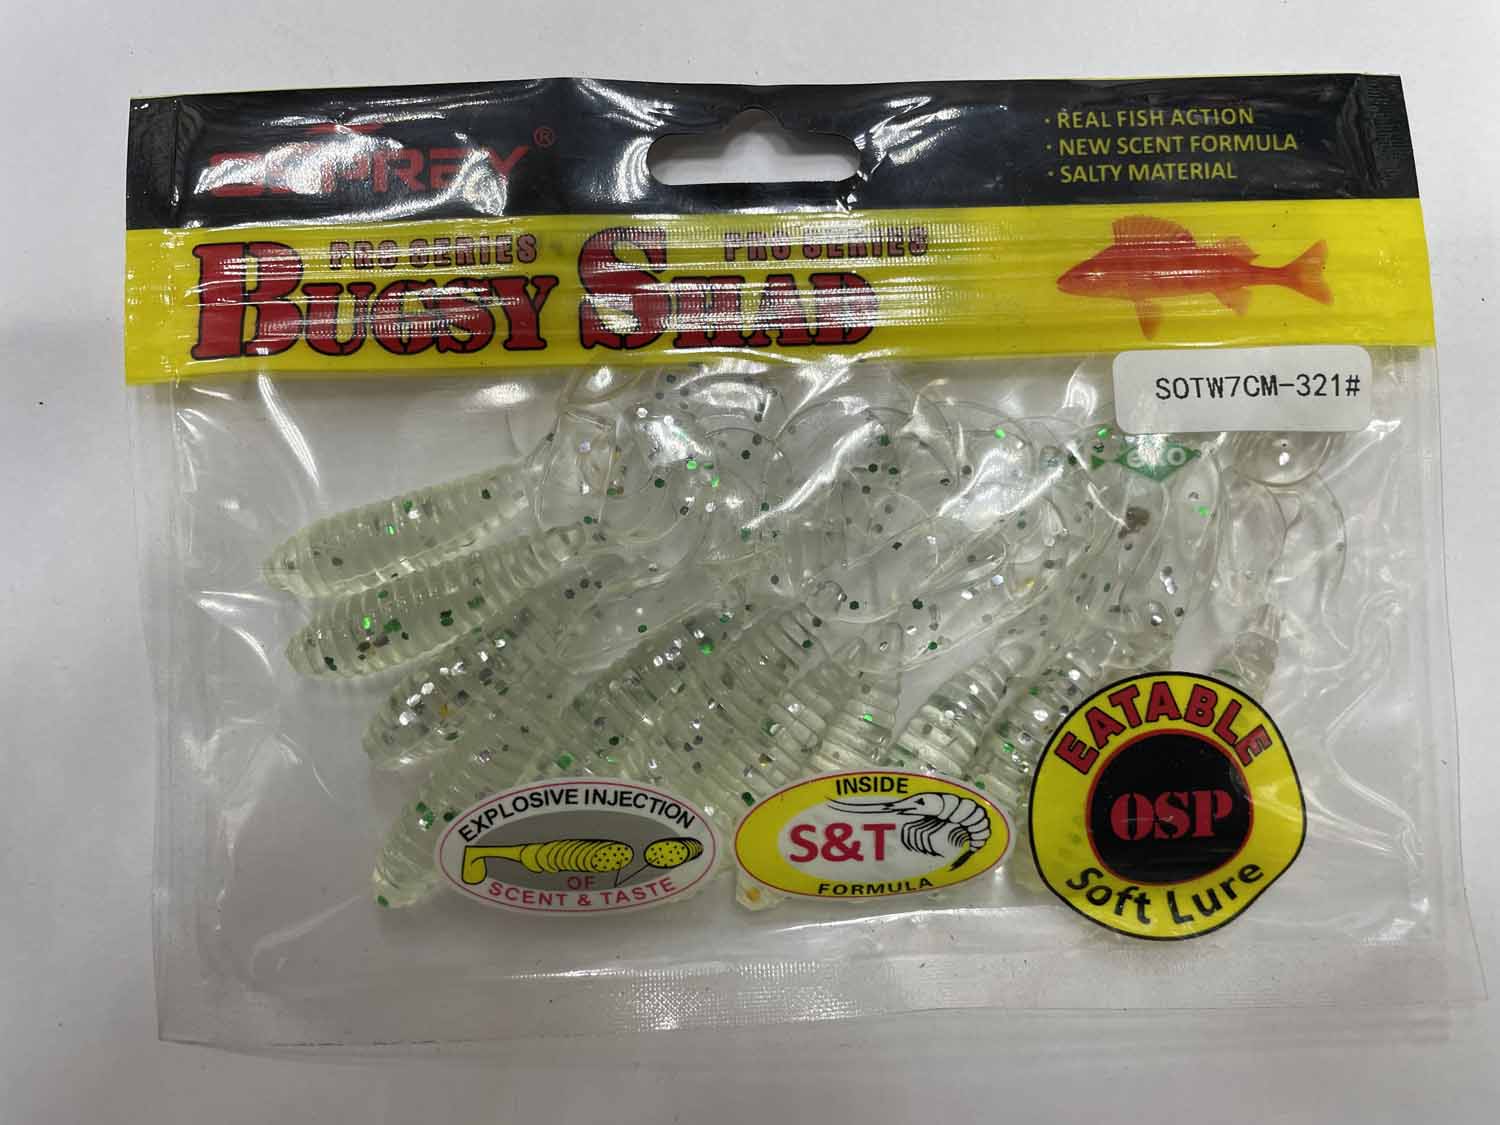 OSPREY®
· REAL FISH ACTION
· NEW SCENT FORMULA
· SALTY MATERIAL
PRO SERIES PRO SERIES
BUGSY SHAD
SOTW7CM-321#
EXPLOSIVE INJECTION
OF
SCENT & TASTE
INSIDE
S&T
FORMULA
EATABLE
OSP
Soft Lure